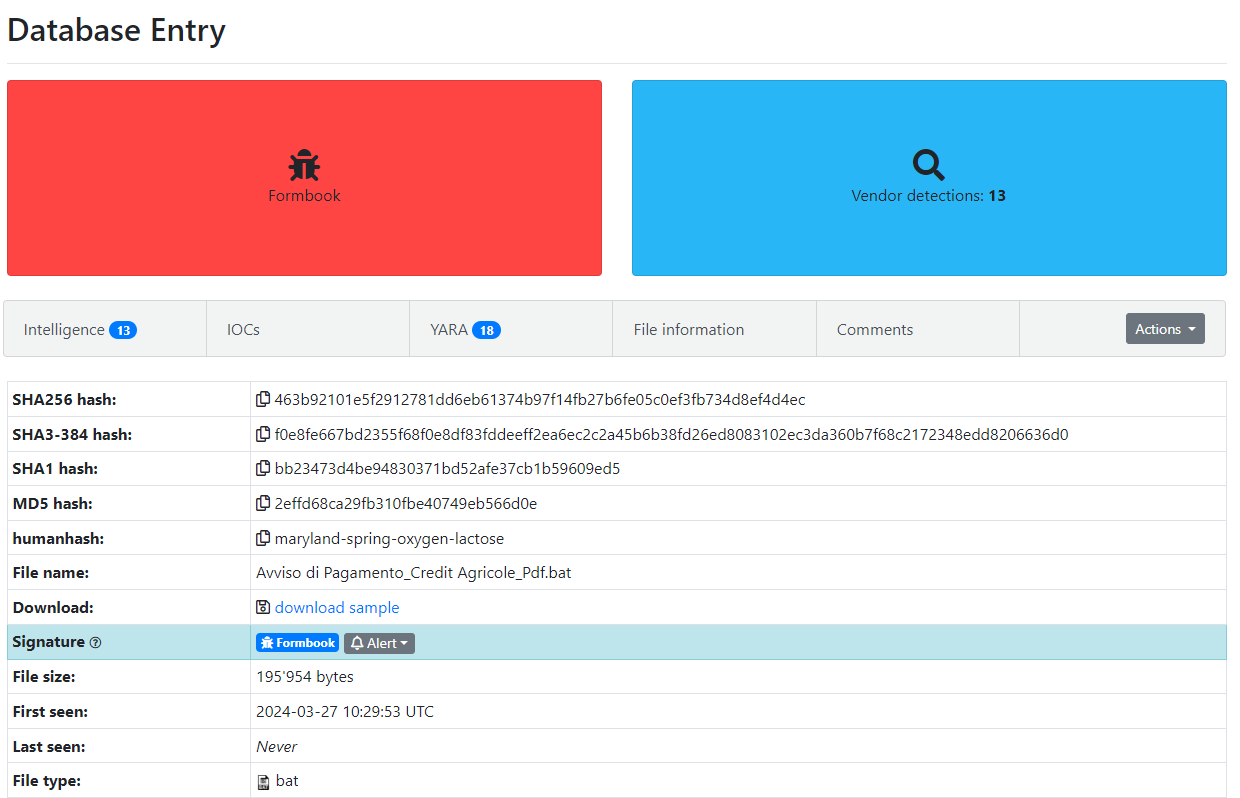 Database Entry
Formbook
Vendor detections: 13
Intelligence 13 IOCs YARA 18 File information Comments Actions
SHA256 hash: 463b92101e5f2912781dd6eb61374b97f14fb27b6fe05c0ef3fb734d8ef4d4ec
SHA3-384 hash: f0e8fe667bd2355f68f0e8df83fddeeff2ea6ec2c2a45b6b38fd26ed8083102ec3da360b7f68c2172348edd8206636d0
SHA1 hash: bb23473d4be94830371bd52afe37cb1b59609ed5
MD5 hash: 2effd68ca29fb310fbe40749eb566d0e
humanhash: maryland-spring-oxygen-lactose
File name: Avviso di Pagamento_Credit Agricole_Pdf.bat
Download: download sample
Signature Formbook Alert
File size: 195'954 bytes
First seen: 2024-03-27 10:29:53 UTC
Last seen: Never
File type: bat